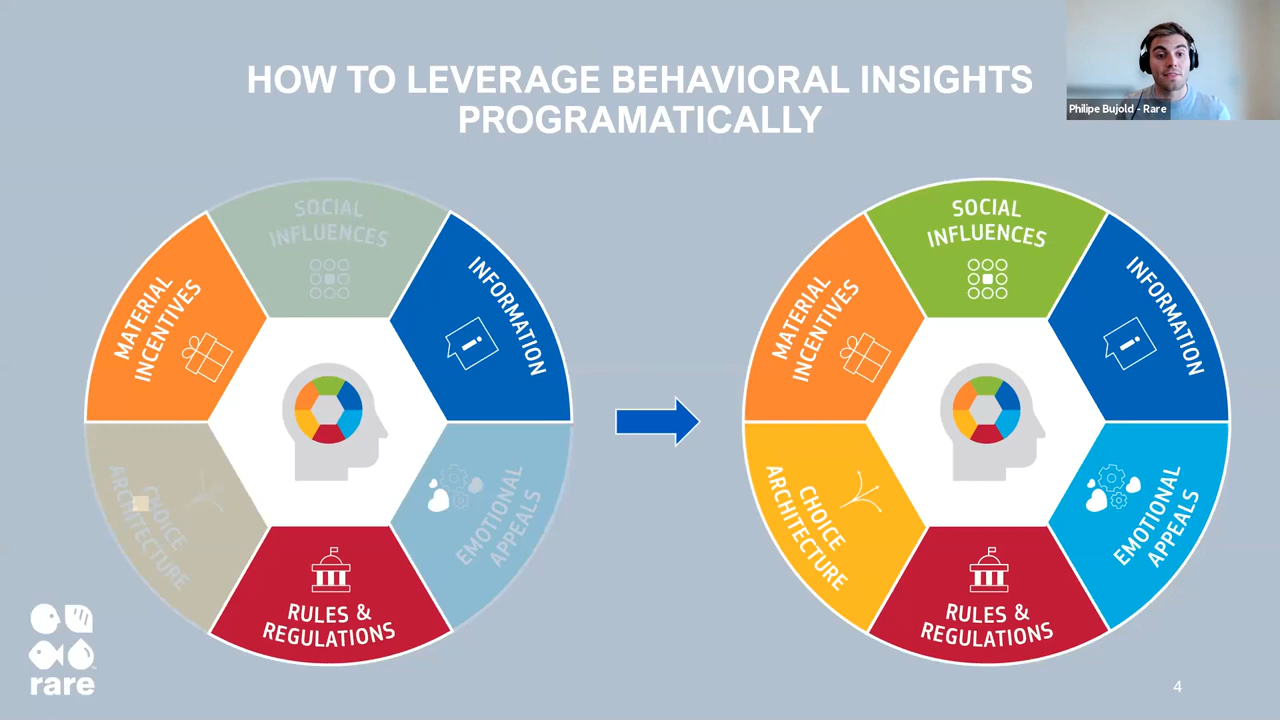 HOW TO LEVERAGE BEHAVIORAL INSIGHTS
PROGRAMATICALLY
Philipe Bujold - Rare
SOCIAL
INFLUENCES
MATERIAL
INCENTIVES
INFORMATION
CHOICE
ARCHITECTURE
EMOTIONAL
APPEALS
RULES &
REGULATIONS
SOCIAL
INFLUENCES
MATERIAL
INCENTIVES
INFORMATION
CHOICE
ARCHITECTURE
EMOTIONAL
APPEALS
RULES &
REGULATIONS
rare
4